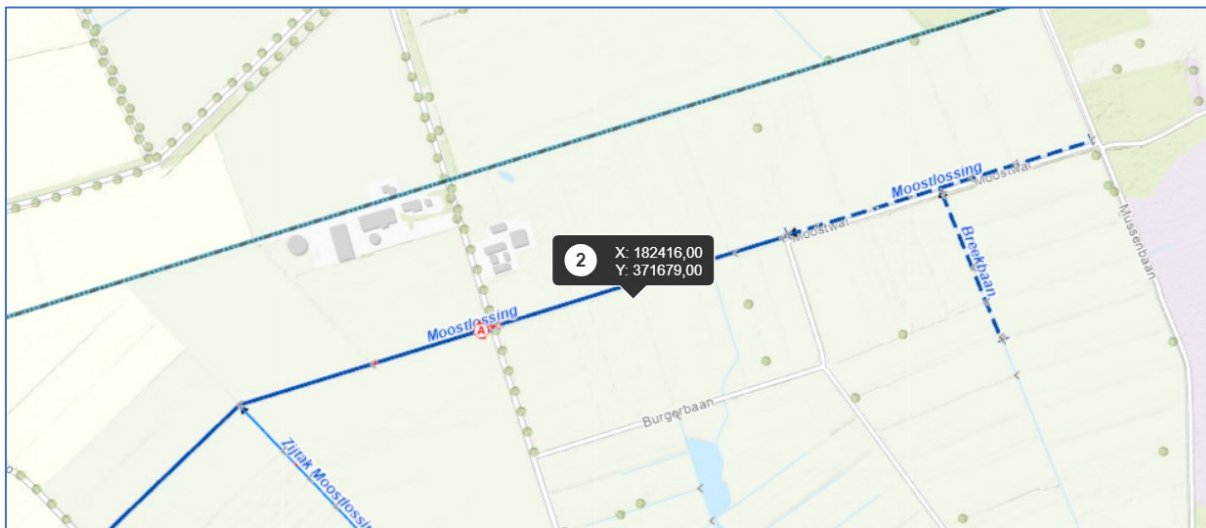 Moostlossing
Moostwal
Moostwal
Mussenbaan
Breekbaan
2
X: 182416,00
Y: 371679,00
Moostlossing
A
Burgerbaan
Zijtak Moostlossing